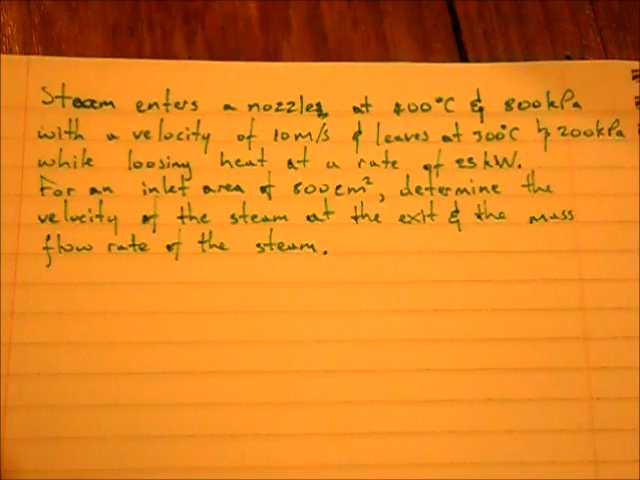 Steam enters a nozzles at 400°C & 800kPa
with a velocity of 10m/s & leaves at 300°C & 200kPa
while loosing heat at a rate of 25kW.
For an inlet area of 800cm², determine the
velocity of the steam at the exit & the mass
flow rate of the steam.